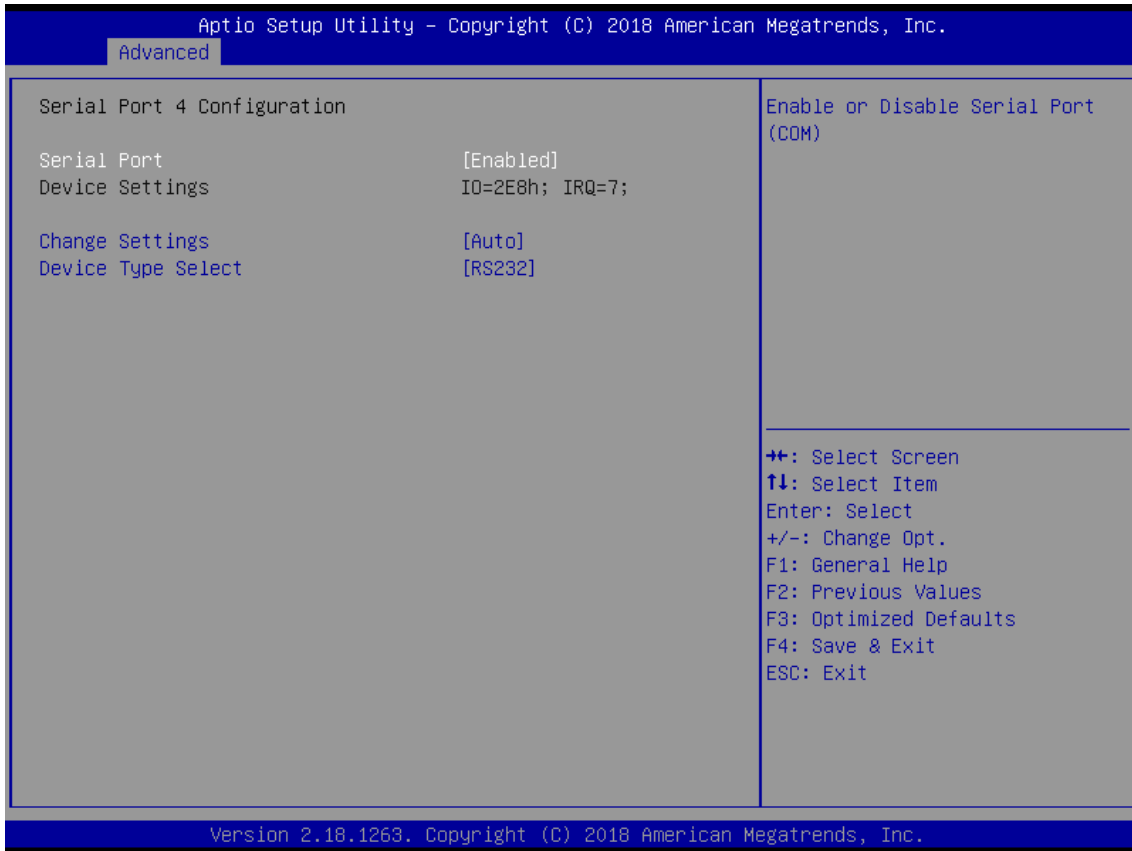 Aptio Setup Utility – Copyright (C) 2018 American Megatrends, Inc.
Advanced
Serial Port 4 Configuration
Serial Port [Enabled]
Device Settings IO=2E8h; IRQ=7;
Change Settings [Auto]
Device Type Select [RS232]
Enable or Disable Serial Port
(COM)
→←: Select Screen
↑↓: Select Item
Enter: Select
+/-: Change Opt.
F1: General Help
F2: Previous Values
F3: Optimized Defaults
F4: Save & Exit
ESC: Exit
Version 2.18.1263. Copyright (C) 2018 American Megatrends, Inc.